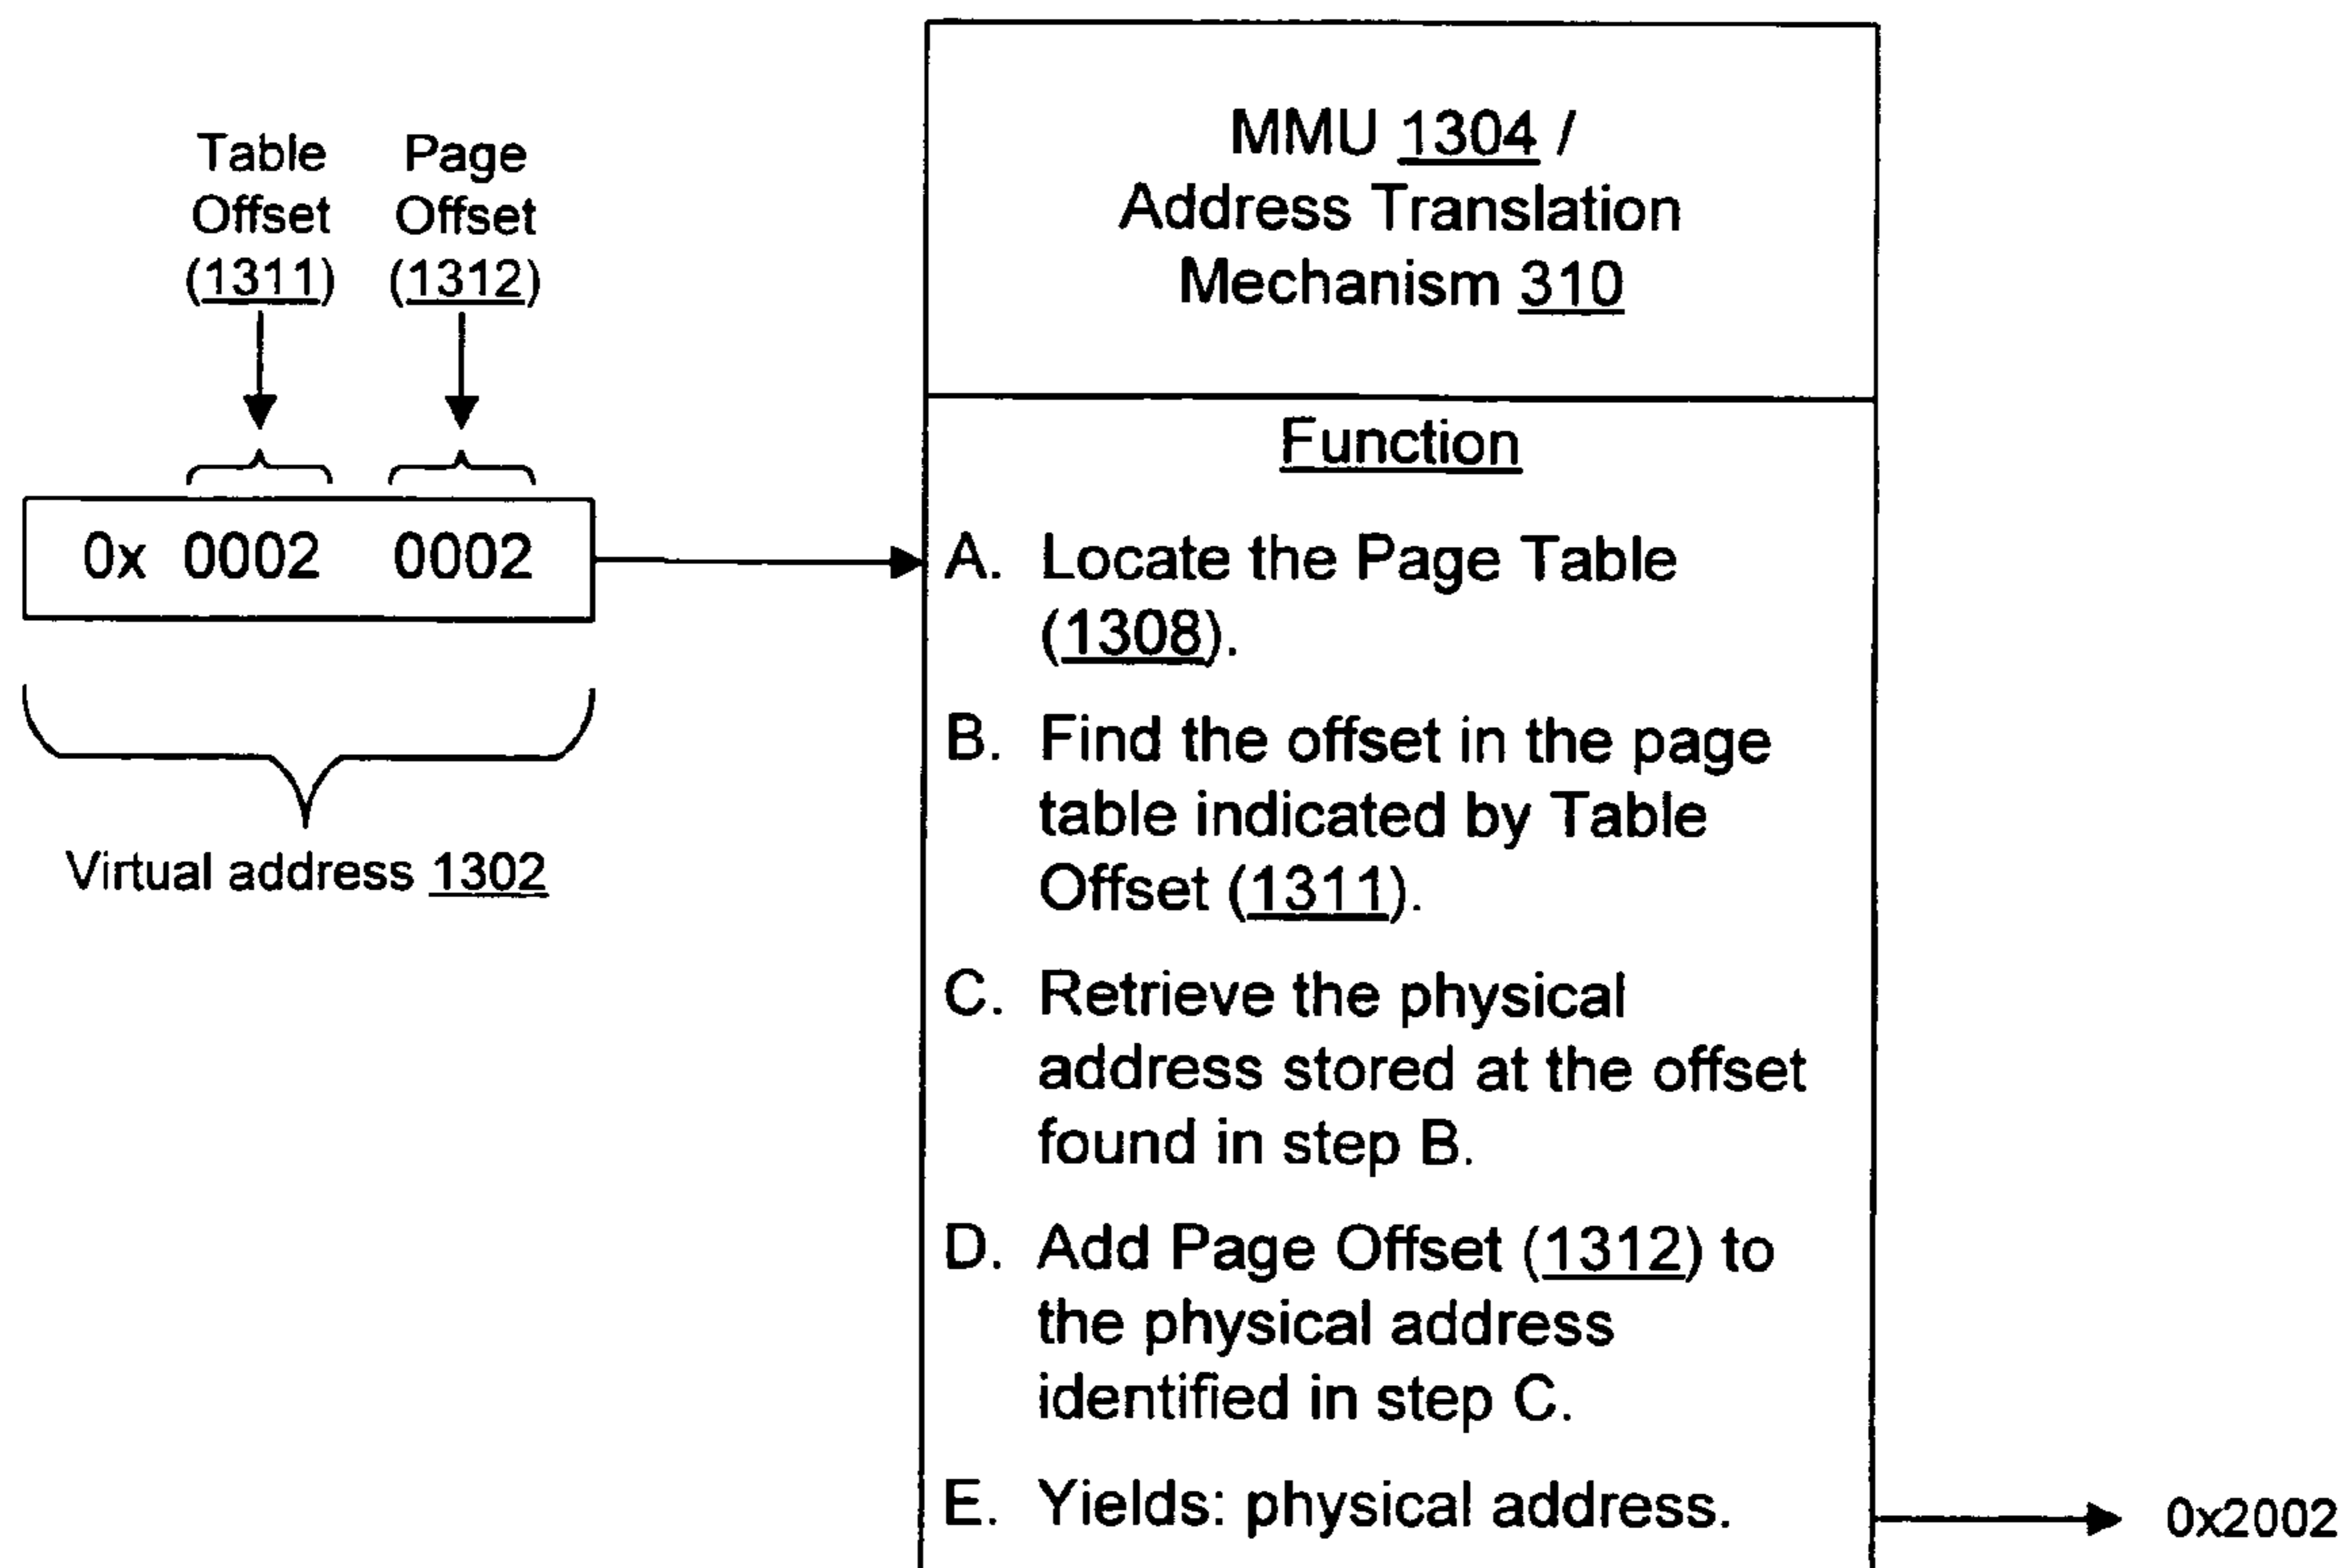 Table
Offset
(1311)
Page
Offset
(1312)
0x 0002 0002
Virtual address 1302
MMU 1304 /
Address Translation
Mechanism 310
Function
A. Locate the Page Table
(1308).
B. Find the offset in the page
table indicated by Table
Offset (1311).
C. Retrieve the physical
address stored at the offset
found in step B.
D. Add Page Offset (1312) to
the physical address
identified in step C.
E. Yields: physical address.
0x2002